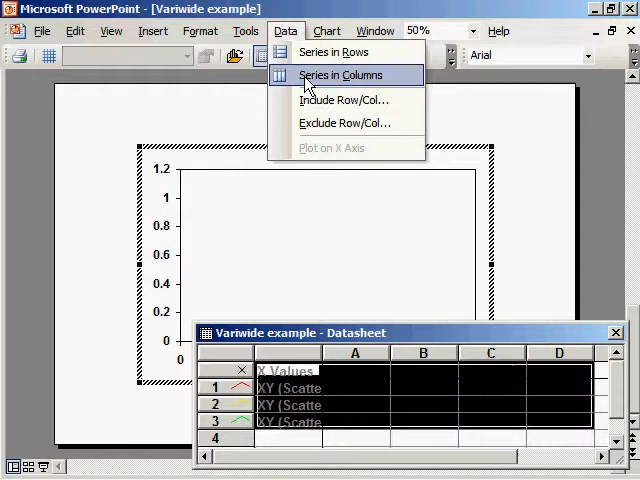 Microsoft PowerPoint - [Variwide example]
File Edit View Insert Format Tools Data Chart Window 50% Help
Arial
Series in Rows
Series in Columns
Include Row/Col...
Exclude Row/Col...
Plot on X Axis
1.2
1
0.8
0.6
0.4
0.2
0
0
Variwide example - Datasheet
A B C D
X Values
1 XY (Scatte
2 XY (Scatte
3 XY (Scatte
4